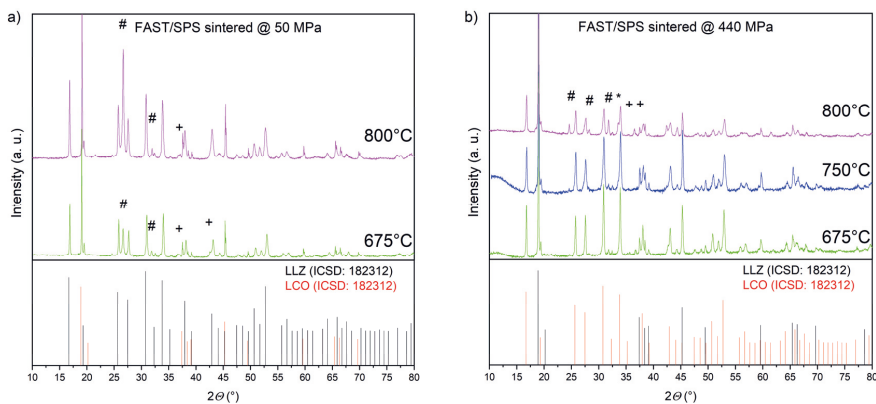 a)
FAST/SPS sintered @ 50 MPa
#
#
+
800°C
#
#
+
+
675°C
LLZ (ICSD: 182312)
LCO (ICSD: 182312)
Intensity (a. u.)
10 15 20 25 30 35 40 45 50 55 60 65 70 75 80
2Θ (°)
b)
FAST/SPS sintered @ 440 MPa
# # # * + +
800°C
750°C
675°C
LLZ (ICSD: 182312)
LCO (ICSD: 182312)
Intensity (a. u.)
10 15 20 25 30 35 40 45 50 55 60 65 70 75 80
2Θ (°)